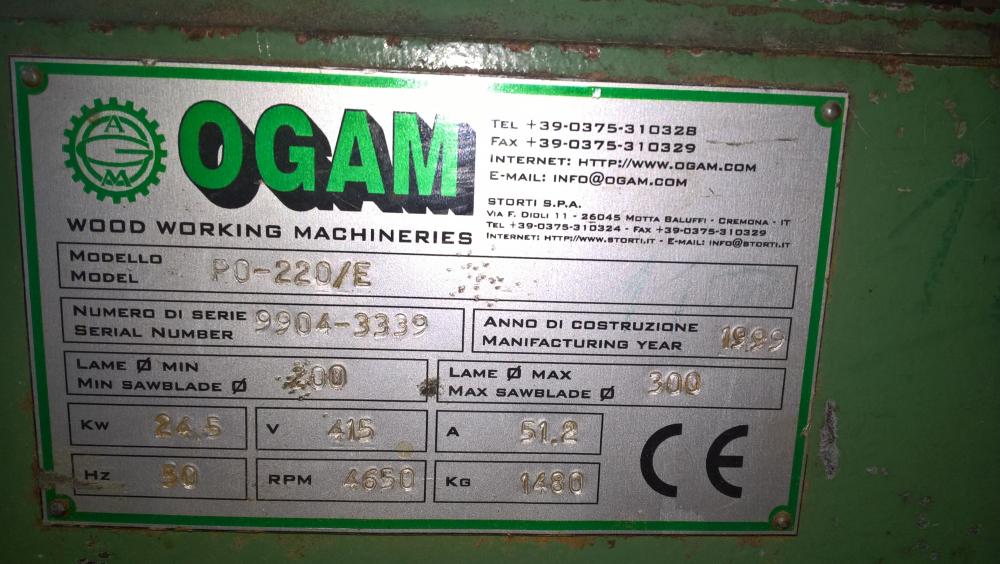 OGAM
WOOD WORKING MACHINERIES
TEL +39-0375-310328
FAX +39-0375-310329
INTERNET: HTTP://WWW.OGAM.COM
E-MAIL: INFO@OGAM.COM
STORTI S.P.A.
VIA F. DIOLI 11 - 26045 MOTTA BALUFFI - CREMONA - IT
TEL +39-0375-310324 - FAX +39-0375-310329
INTERNET: HTTP://WWW.STORTI.IT - E-MAIL: INFO@STORTI.IT
MODELLO
MODEL PO-220/E
NUMERO DI SERIE
SERIAL NUMBER 9904-3339
ANNO DI COSTRUZIONE
MANIFACTURING YEAR 1999
LAME Ø MIN
MIN SAWBLADE Ø 200
LAME Ø MAX
MAX SAWBLADE Ø 300
KW 24.5 V 415 A 51.2
HZ 50 RPM 4650 KG 1480
CE